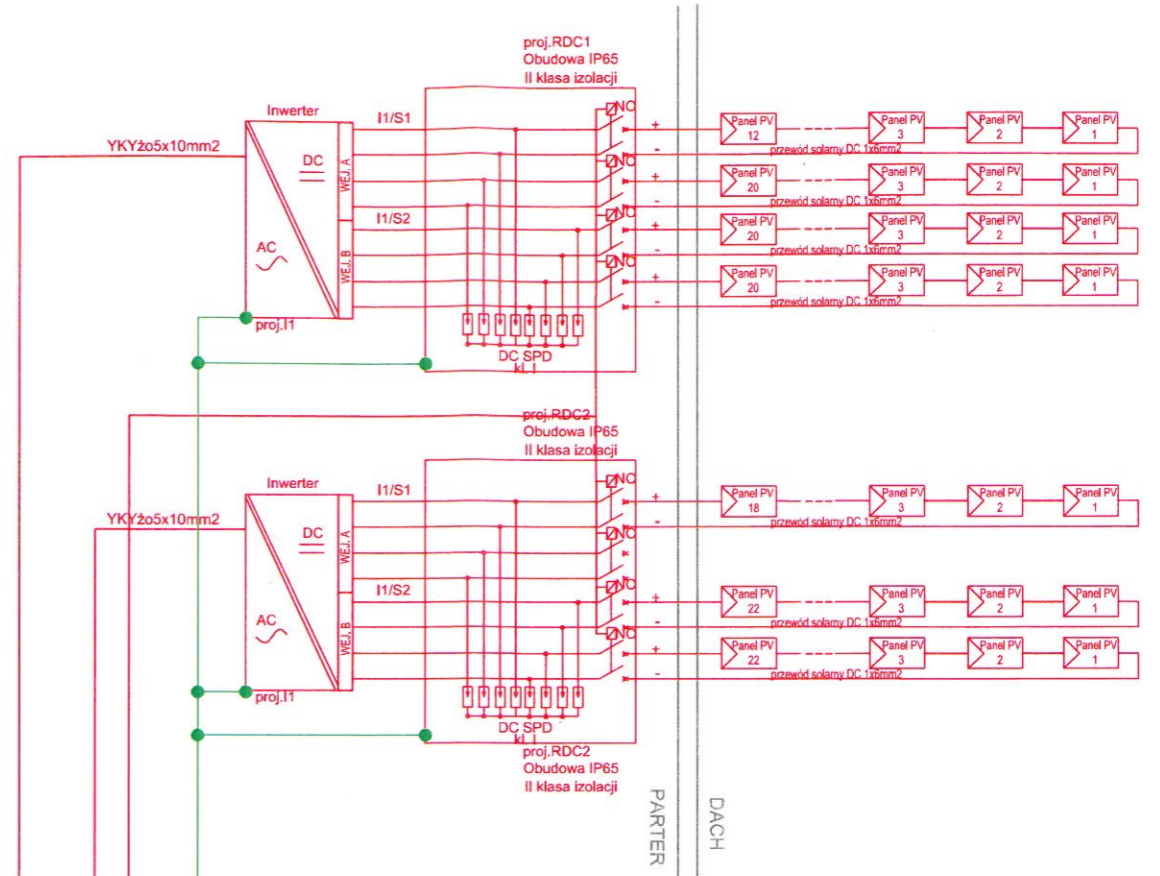 proj.RDC1
Obudowa IP65
II klasa izolacji
NO
Inwerter
I1/S1
YKYżo5x10mm2
DC
WEJ. A
AC
I1/S2
WEJ. B
proj.I1
DC SPD
kl. I
+
Panel PV
12
Panel PV
3
Panel PV
2
Panel PV
1
-
przewód solarny DC 1x6mm2
NO
+
Panel PV
20
Panel PV
3
Panel PV
2
Panel PV
1
-
przewód solarny DC 1x6mm2
NO
+
Panel PV
20
Panel PV
3
Panel PV
2
Panel PV
1
-
przewód solarny DC 1x6mm2
NO
+
Panel PV
20
Panel PV
3
Panel PV
2
Panel PV
1
-
przewód solarny DC 1x6mm2
proj.RDC2
Obudowa IP65
II klasa izolacji
NO
Inwerter
I1/S1
YKYżo5x10mm2
DC
WEJ. A
AC
I1/S2
WEJ. B
proj.I1
DC SPD
kl. I
+
Panel PV
18
Panel PV
3
Panel PV
2
Panel PV
1
-
przewód solarny DC 1x6mm2
NO
NO
+
Panel PV
22
Panel PV
3
Panel PV
2
Panel PV
1
-
przewód solarny DC 1x6mm2
NO
+
Panel PV
22
Panel PV
3
Panel PV
2
Panel PV
1
-
przewód solarny DC 1x6mm2
proj.RDC2
Obudowa IP65
II klasa izolacji
PARTER
DACH